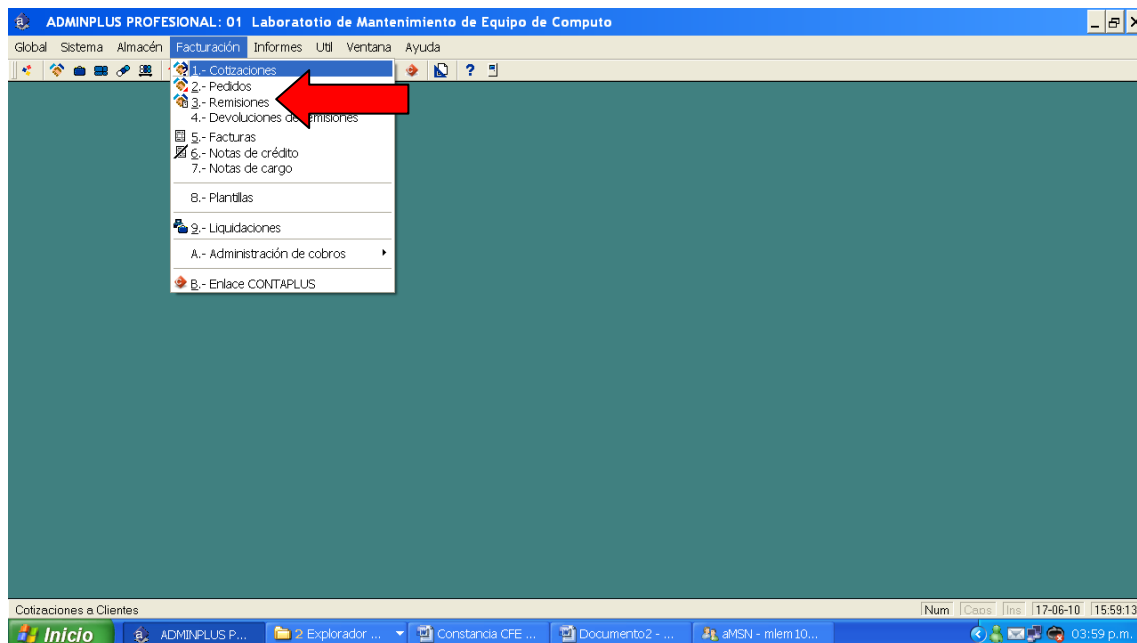 ADMINPLUS PROFESIONAL: 01 Laboratotio de Mantenimiento de Equipo de Computo
Global Sistema Almacén Facturación Informes Util Ventana Ayuda
1.- Cotizaciones
2.- Pedidos
3.- Remisiones
4.- Devoluciones de remisiones
5.- Facturas
6.- Notas de crédito
7.- Notas de cargo
8.- Plantillas
9.- Liquidaciones
A.- Administración de cobros
B.- Enlace CONTAPLUS
Cotizaciones a Clientes Num Caps Ins 17-06-10 15:59:13
Inicio ADMINPLUS P... 2 Explorador ... Constancia CFE ... Documento2 - ... aMSN - mlem10... 03:59 p.m.